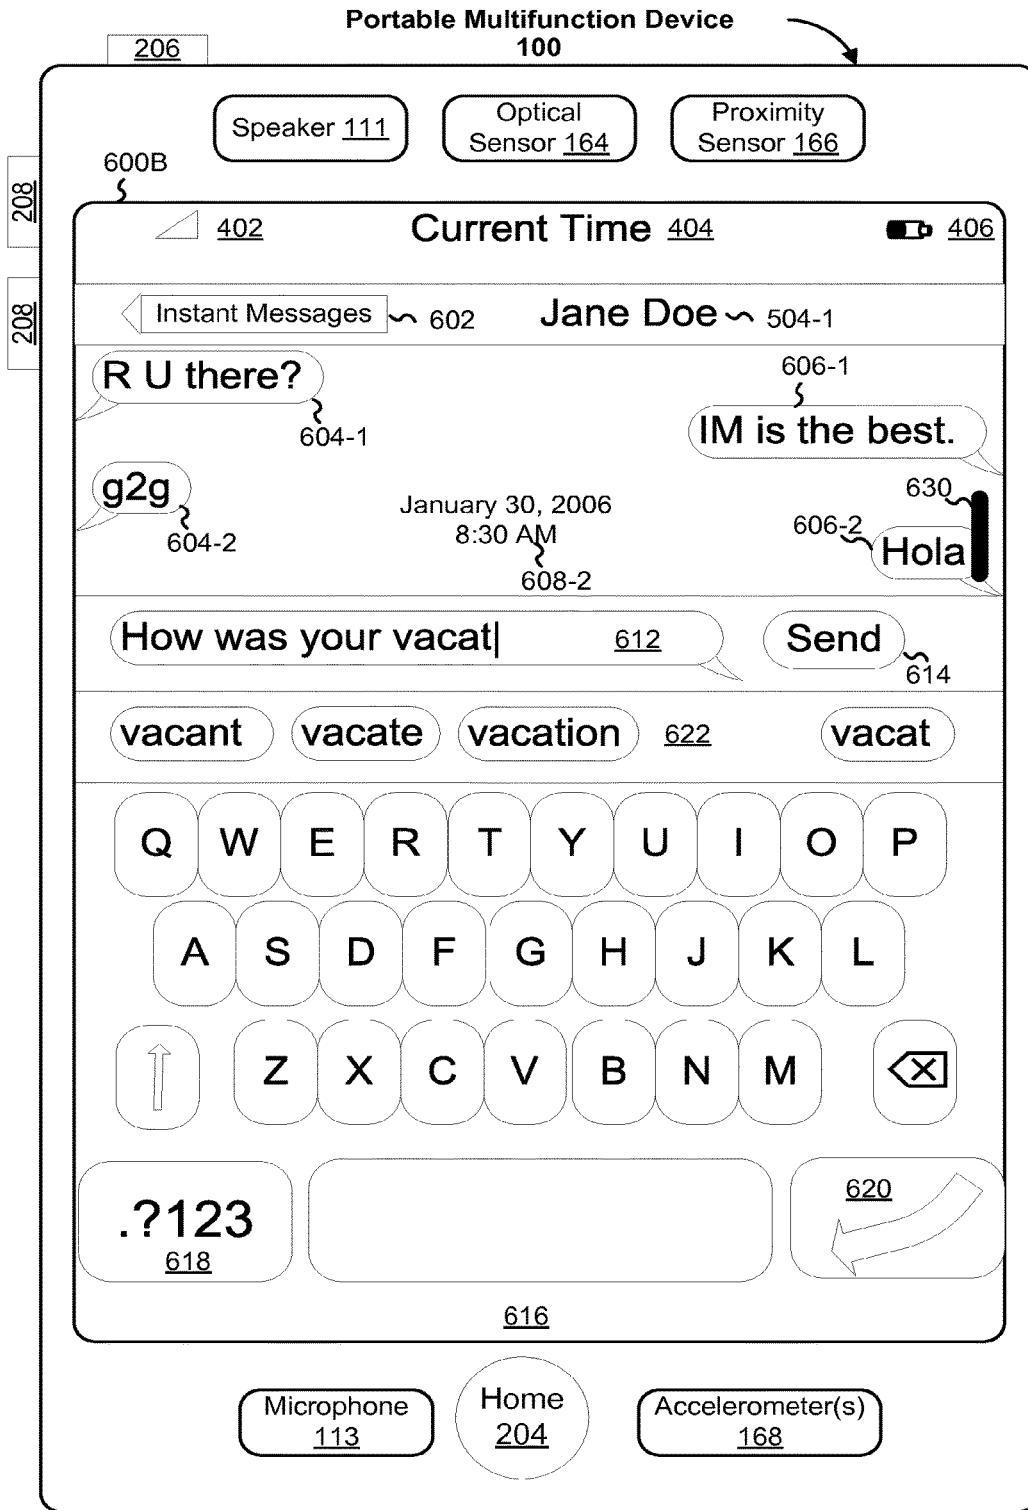 Portable Multifunction Device
100
206
Speaker 111
Optical
Sensor 164
Proximity
Sensor 166
600B
208
208
402
Current Time 404
406
Instant Messages
602
Jane Doe
504-1
R U there?
604-1
606-1
IM is the best.
g2g
604-2
January 30, 2006
8:30 AM
608-2
630
606-2
Hola
How was your vacat
612
Send
614
vacant
vacate
vacation
622
vacat
Q W E R T Y U I O P
A S D F G H J K L
Z X C V B N M
.?123
618
620
616
Microphone
113
Home
204
Accelerometer(s)
168